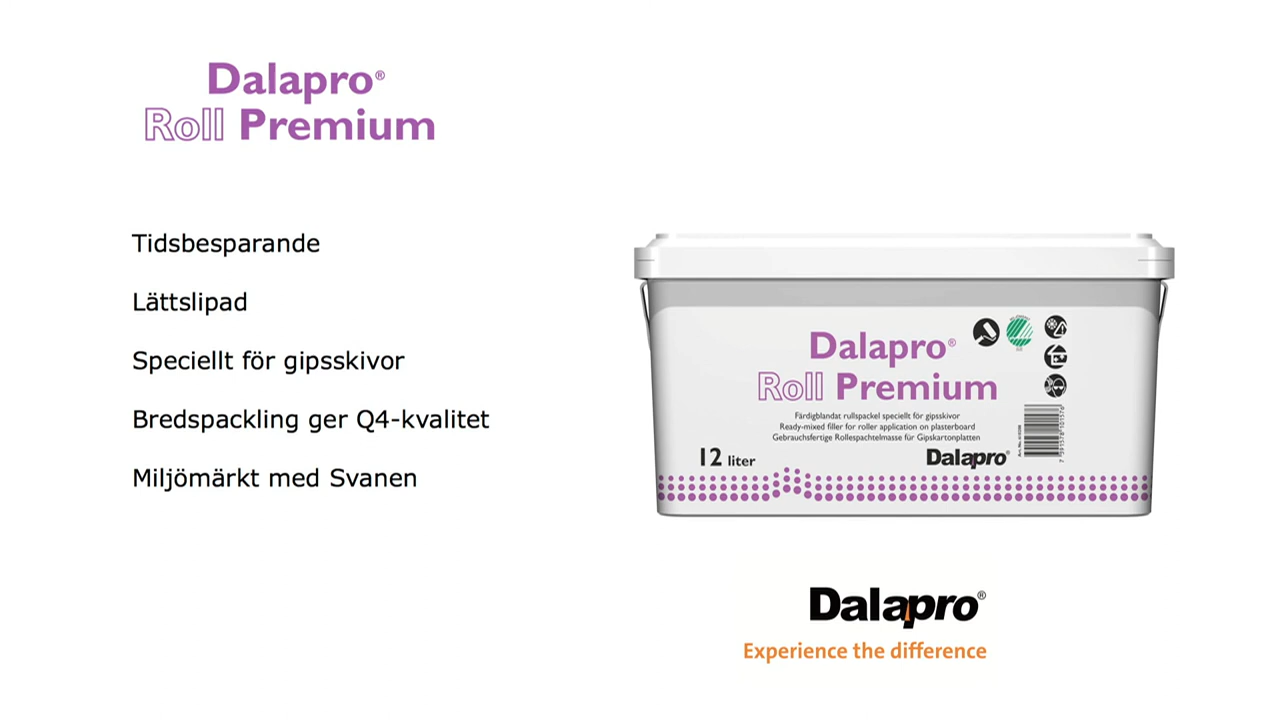 Dalapro®
Roll Premium
Tidsbesparande
Lättslipad
Speciellt för gipsskivor
Bredspackling ger Q4-kvalitet
Miljömärkt med Svanen
Dalapro®
Roll Premium
Färdigblandat rullspackel speciellt för gipsskivor
Ready-mixed filler for roller application on plasterboard
Gebrauchsfertige Rollespachtelmasse für Gipskartonplatten
12 liter
Dalapro®
Dalapro®
Experience the difference